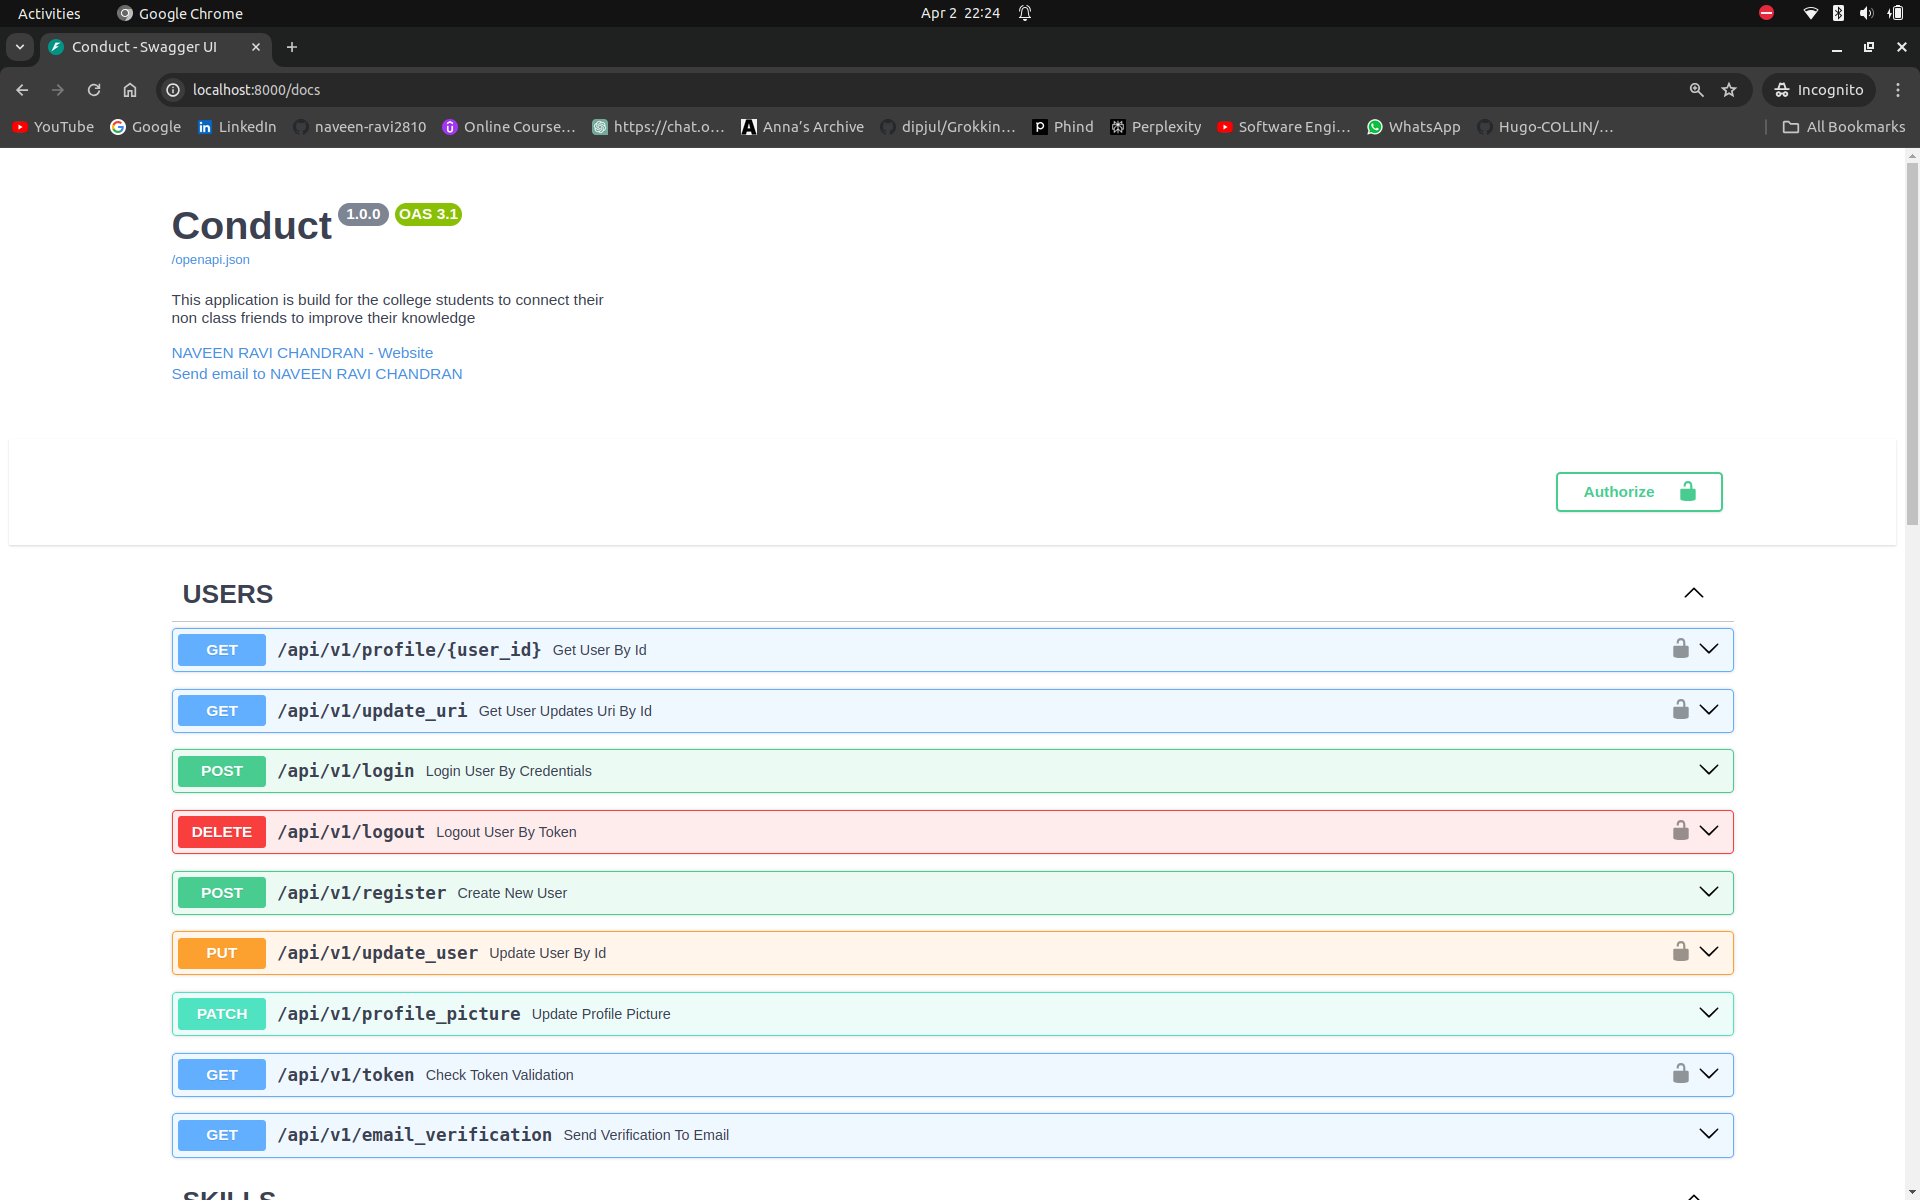 Activities Google Chrome Apr 2 22:24
Conduct - Swagger UI
localhost:8000/docs Incognito
YouTube Google LinkedIn naveen-ravi2810 Online Course... https://chat.o... Anna's Archive dipjul/Grokkin... Phind Perplexity Software Engi... WhatsApp Hugo-COLLIN/... All Bookmarks
Conduct 1.0.0 OAS 3.1
/openapi.json
This application is build for the college students to connect their
non class friends to improve their knowledge
NAVEEN RAVI CHANDRAN - Website
Send email to NAVEEN RAVI CHANDRAN
Authorize
USERS
GET /api/v1/profile/{user_id} Get User By Id
GET /api/v1/update_uri Get User Updates Uri By Id
POST /api/v1/login Login User By Credentials
DELETE /api/v1/logout Logout User By Token
POST /api/v1/register Create New User
PUT /api/v1/update_user Update User By Id
PATCH /api/v1/profile_picture Update Profile Picture
GET /api/v1/token Check Token Validation
GET /api/v1/email_verification Send Verification To Email
SKILLS